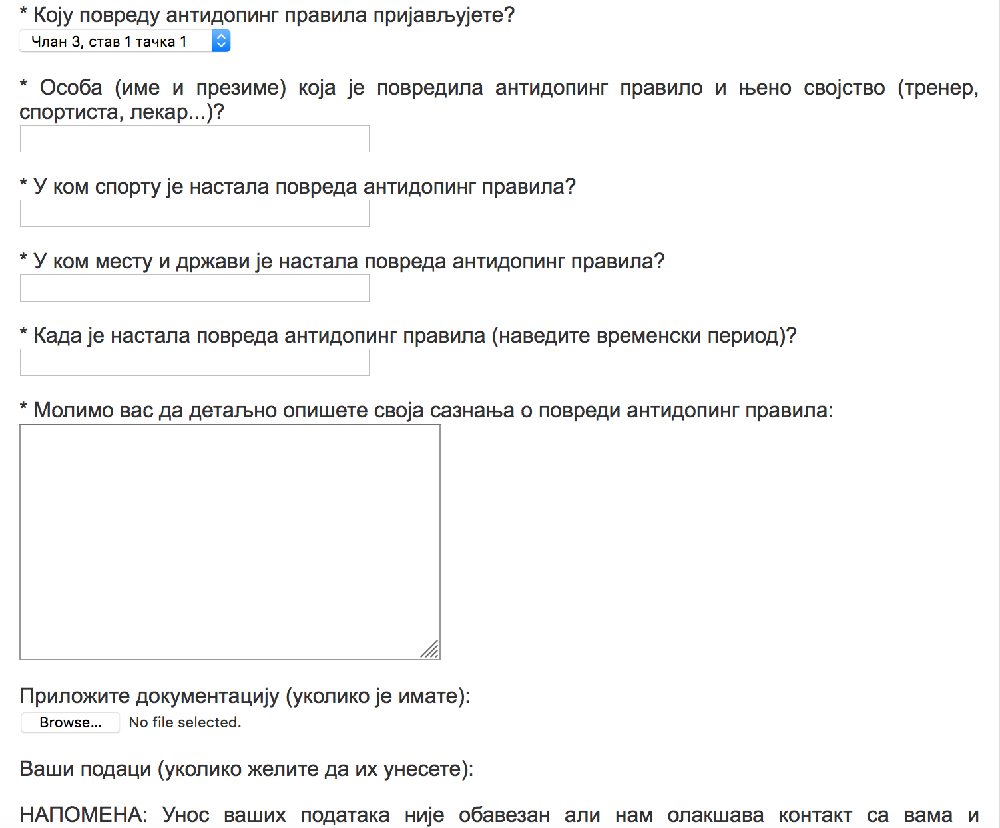 * Коју повреду антидопинг правила пријављујете?
Члан 3, став 1 тачка 1
* Особа (име и презиме) која је повредила антидопинг правило и њено својство (тренер,
спортиста, лекар...)?
* У ком спорту је настала повреда антидопинг правила?
* У ком месту и држави је настала повреда антидопинг правила?
* Када је настала повреда антидопинг правила (наведите временски период)?
* Молимо вас да детаљно опишете своја сазнања о повреди антидопинг правила:
Приложите документацију (уколико је имате):
Browse... No file selected.
Ваши подаци (уколико желите да их унесете):
НАПОМЕНА: Унос ваших података није обавезан али нам олакшава контакт са вама и